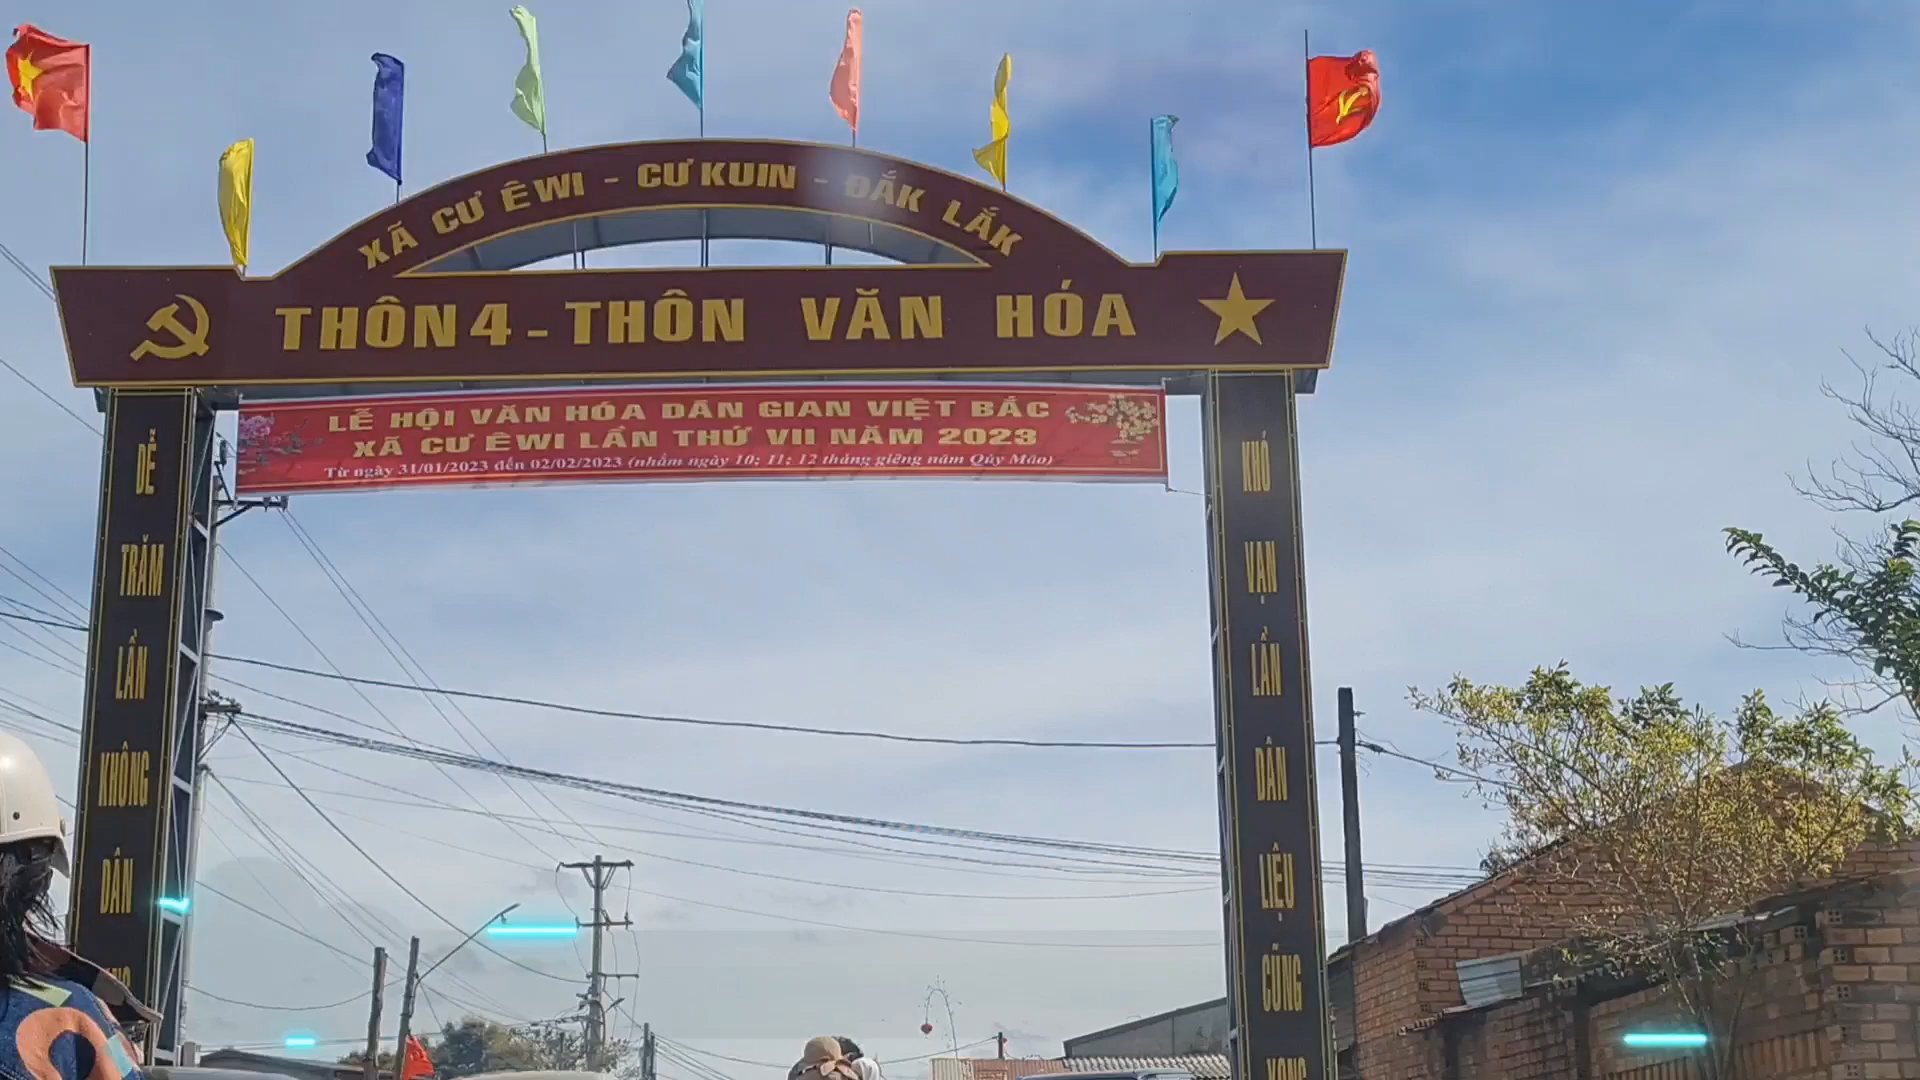 XÃ CƯ ÊWI - CƯ KUIN - ĐẮK LẮK
THÔN 4 - THÔN VĂN HÓA
LỄ HỘI VĂN HÓA DÂN GIAN VIỆT BẮC
XÃ CƯ ÊWI LẦN THỨ VII NĂM 2023
Từ ngày 31/01/2023 đến 02/02/2023 (nhằm ngày 10; 11; 12 tháng giêng năm Qúy Mão)
DỄ
TRĂM
LẦN
KHÔNG
DÂN
KHÓ
VẠN
LẦN
DÂN
LIỆU
CŨNG
XONG